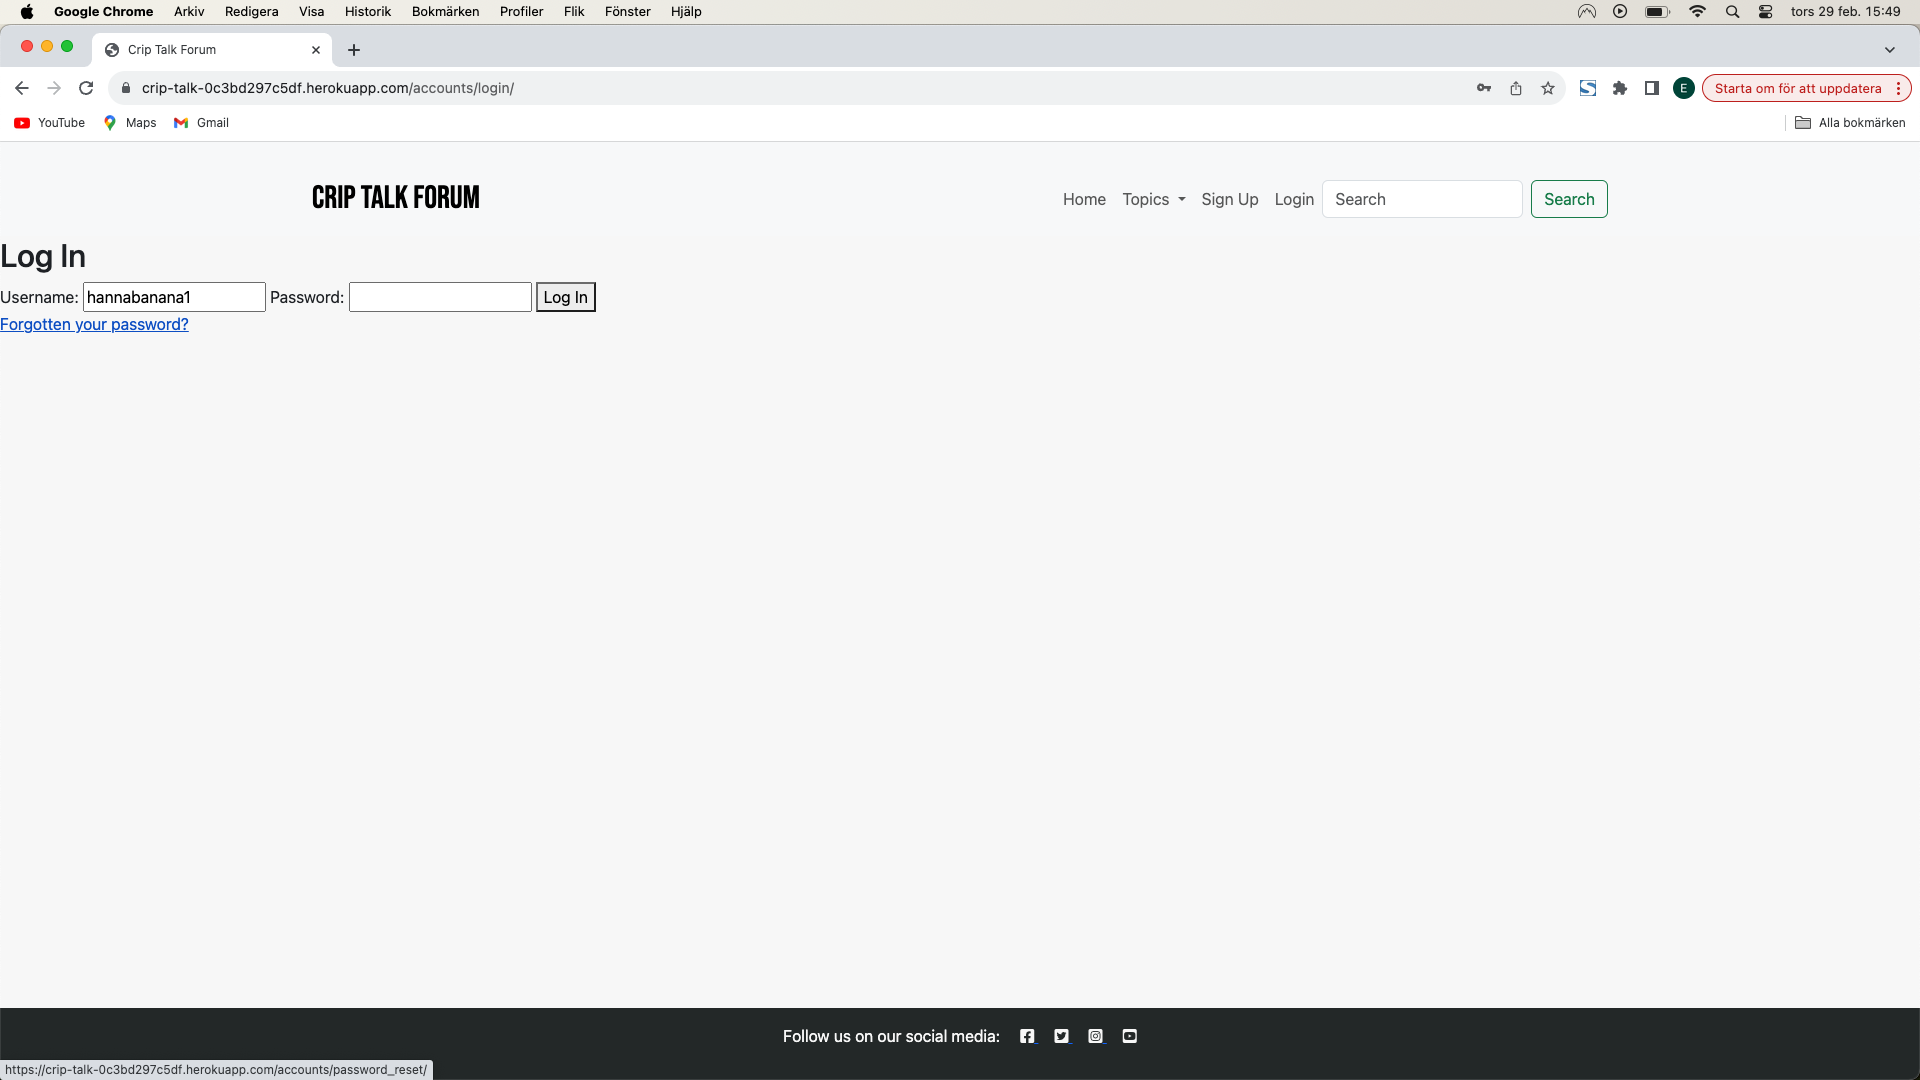 Google Chrome Arkiv Redigera Visa Historik Bokmärken Profiler Flik Fönster Hjälp tors 29 feb. 15:49
Crip Talk Forum
crip-talk-0c3bd297c5df.herokuapp.com/accounts/login/ E Starta om för att uppdatera
YouTube Maps Gmail Alla bokmärken
CRIP TALK FORUM Home Topics Sign Up Login Search Search
Log In
Username: hannabanana1 Password: Log In
Forgotten your password?
Follow us on our social media:
https://crip-talk-0c3bd297c5df.herokuapp.com/accounts/password_reset/